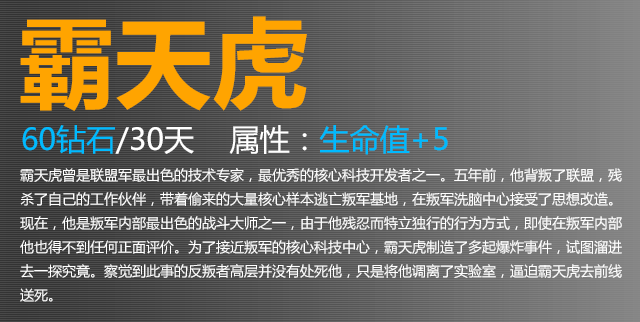 霸天虎
60钻石/30天 属性：生命值+5
霸天虎曾是联盟军最出色的技术专家，最优秀的核心科技开发者之一。五年前，他背叛了联盟，残
杀了自己的工作伙伴，带着偷来的大量核心样本逃亡叛军基地，在叛军洗脑中心接受了思想改造。
现在，他是叛军内部最出色的战斗大师之一，由于他残忍而特立独行的行为方式，即使在叛军内部
他也得不到任何正面评价。为了接近叛军的核心科技中心，霸天虎制造了多起爆炸事件，试图溜进
去一探究竟。察觉到此事的反叛者高层并没有处死他，只是将他调离了实验室，逼迫霸天虎去前线
送死。